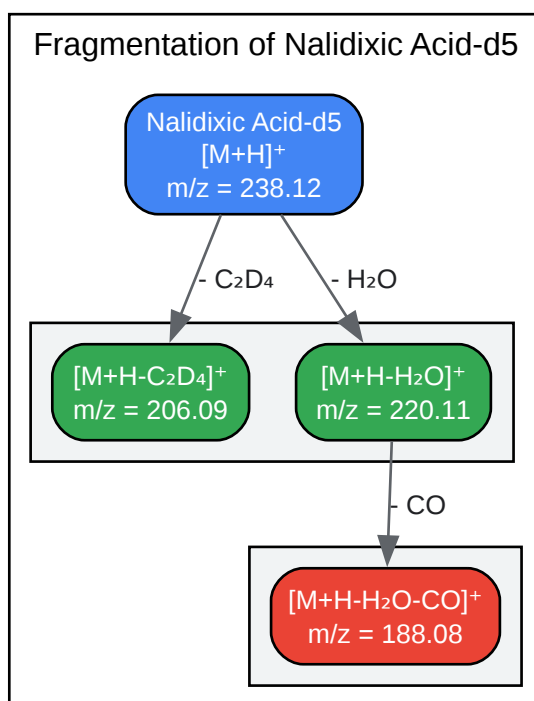 Fragmentation of Nalidixic Acid-d5
Nalidixic Acid-d5
[M+H]⁺
m/z = 238.12
- C₂D₄
- H₂O
[M+H-C₂D₄]⁺
m/z = 206.09
[M+H-H₂O]⁺
m/z = 220.11
- CO
[M+H-H₂O-CO]⁺
m/z = 188.08